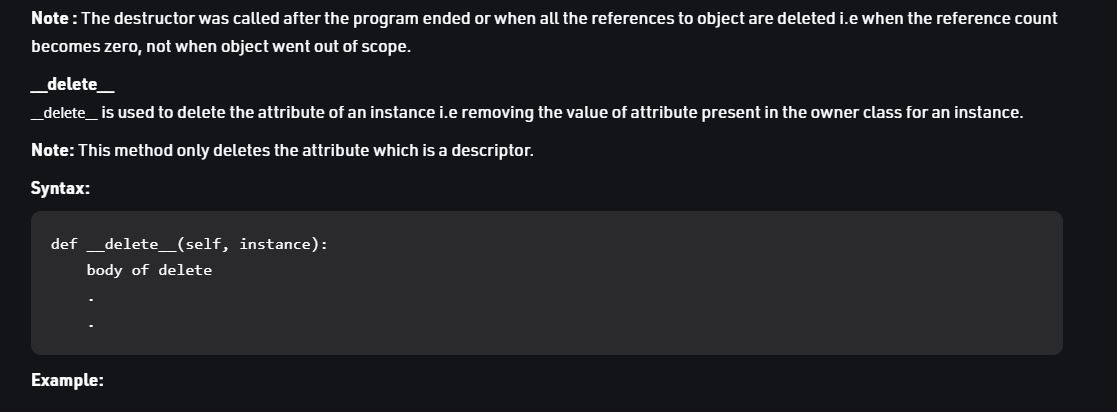 Note : The destructor was called after the program ended or when all the references to object are deleted i.e when the reference count
becomes zero, not when object went out of scope.
__delete__
__delete__ is used to delete the attribute of an instance i.e removing the value of attribute present in the owner class for an instance.
Note: This method only deletes the attribute which is a descriptor.
Syntax:
def __delete__(self, instance):
    body of delete
    .
    .
Example: